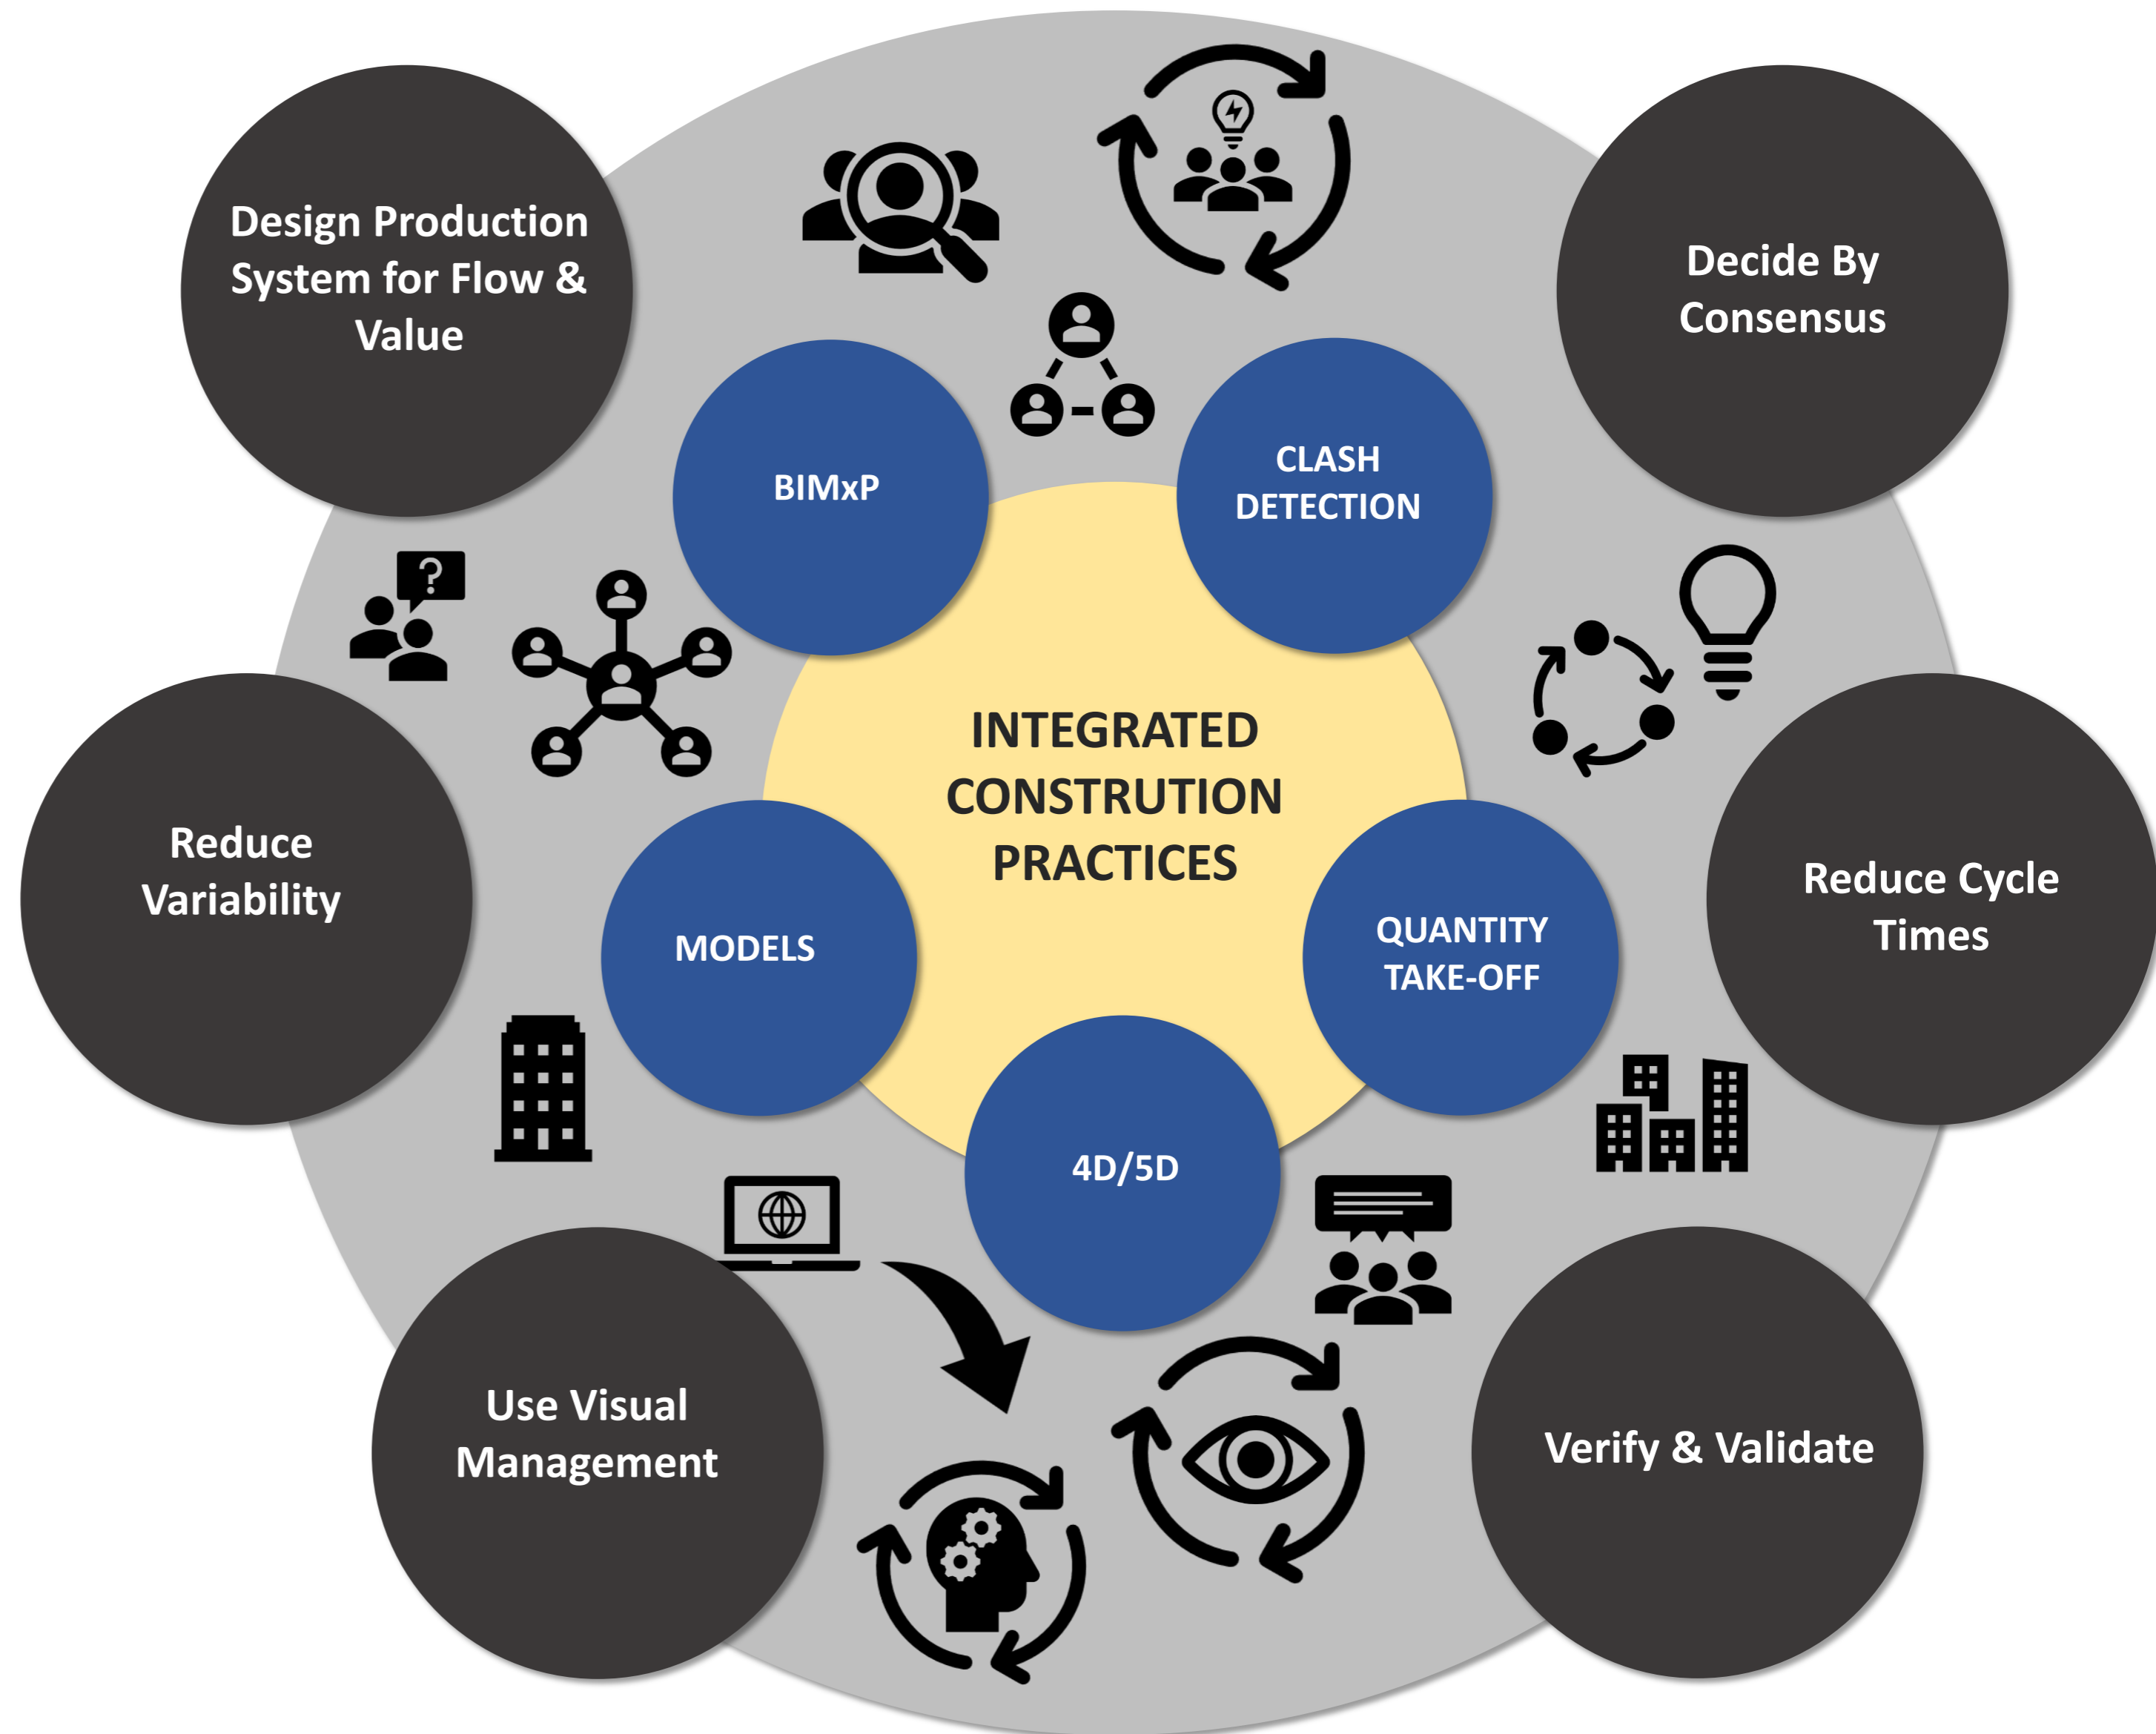 Design Production
System for Flow &
Value
Decide By
Consensus
BIMxP
CLASH
DETECTION
?
INTEGRATED
CONSTRUTION
PRACTICES
Reduce
Variability
Reduce Cycle
Times
MODELS
QUANTITY
TAKE-OFF
4D/5D
Use Visual
Management
Verify & Validate